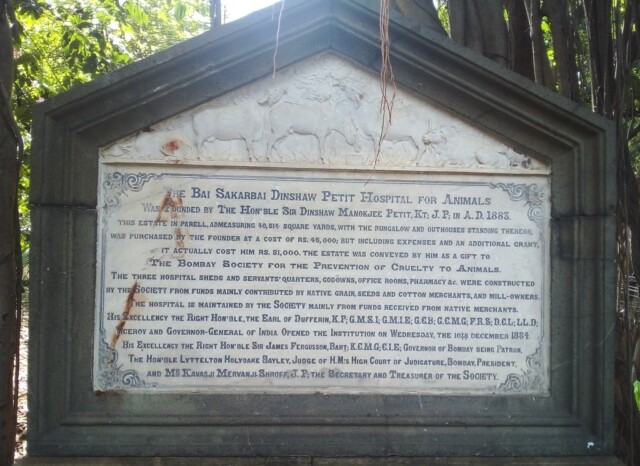 The Bai Sakarbai Dinshaw Petit Hospital for Animals
Was founded by The Hon'ble Sir Dinshaw Manokjee Petit, Kt; J.P; in A.D. 1883.
This estate in Parell, admeasuring square yards, with the bungalow and outhouses standing thereon,
was purchased by the founder at a cost of Rs. 45,000; but including expenses and an additional grant,
it actually cost him Rs. 51,000. The estate was conveyed by him as a gift to
The Bombay Society for the Prevention of Cruelty to Animals.
The three hospital sheds and servants' quarters, godowns, office rooms, pharmacy &c. were constructed
by the Society from funds mainly contributed by native grain, seeds and cotton merchants, and mill-owners.
The hospital is maintained by the Society mainly from funds received from native merchants.
His Excellency the Right Hon'ble, the Earl of Dufferin, K.P; G.M.S.I; G.M.I.E; G.C.B; G.C.M.G; F.R.S; D.C.L; LL.D;
Viceroy and Governor-General of India Opened the Institution on Wednesday, the 10th December 1884.
His Excellency the Right Hon'ble Sir James Fergusson, Bart; K.C.M.G; C.I.E; Governor of Bombay being Patron,
The Hon'ble Lyttelton Holyoake Bayley, Judge of H.M's High Court of Judicature, Bombay, President,
and Mr Kavasji Mervanji Shroff, J.P; the Secretary and Treasurer of the Society.